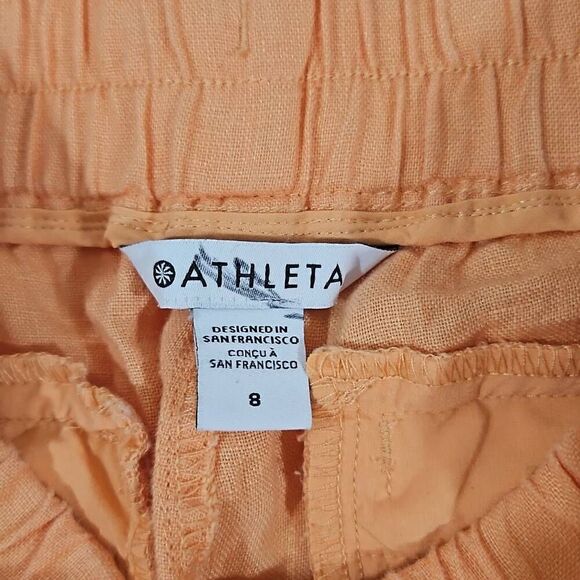 ATHLETA
DESIGNED IN
SAN FRANCISCO
CONÇU À
SAN FRANCISCO
8